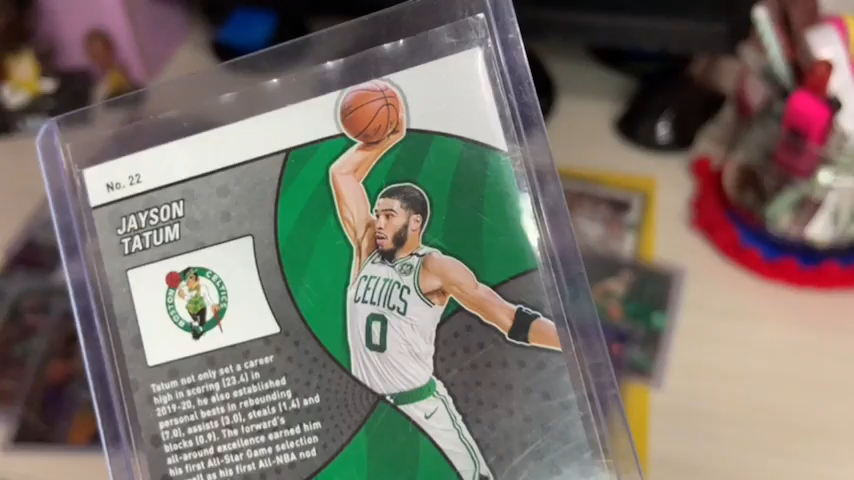 No. 22
JAYSON
TATUM
BOSTON CELTICS
CELTICS
0
Tatum not only set a career
high in scoring (23.4) in
2019-20, he also established
personal bests in rebounding
(7.0), assists (3.0), steals (1.4) and
blocks (0.9). The forward's
all-around excellence earned him
his first All-Star Game selection
well as his first All-NBA nod